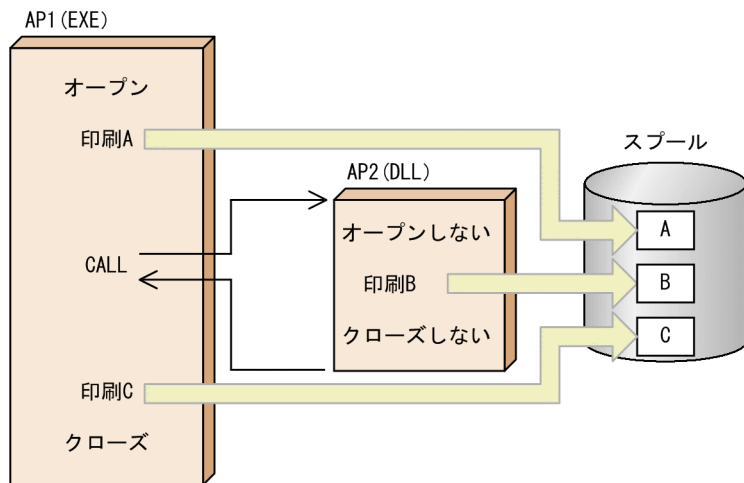 AP1(EXE)
オープン
印刷A
CALL
印刷C
クローズ
AP2(DLL)
オープンしない
印刷B
クローズしない
スプール
A
B
C